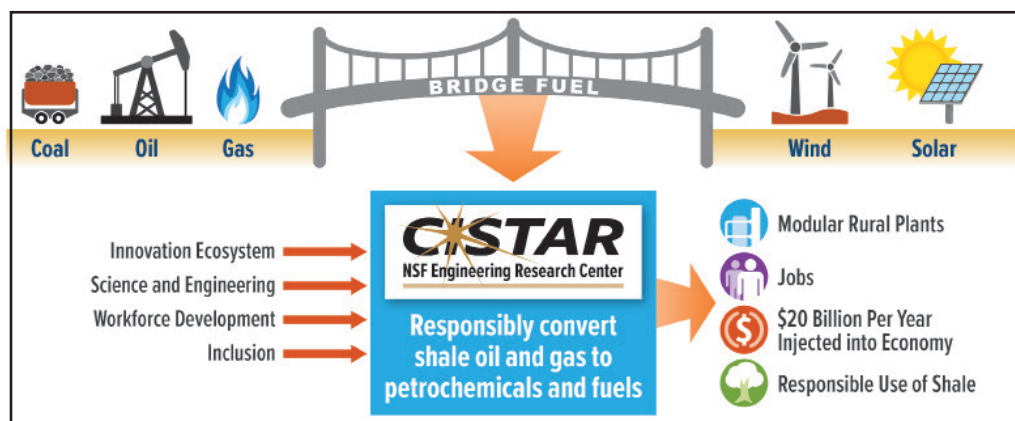 BRIDGE FUEL
Coal
Oil
Gas
Wind
Solar
Innovation Ecosystem
Science and Engineering
Workforce Development
Inclusion
CISTAR
NSF Engineering Research Center
Responsibly convert
shale oil and gas to
petrochemicals and fuels
Modular Rural Plants
Jobs
$
$20 Billion Per Year
Injected into Economy
Responsible Use of Shale